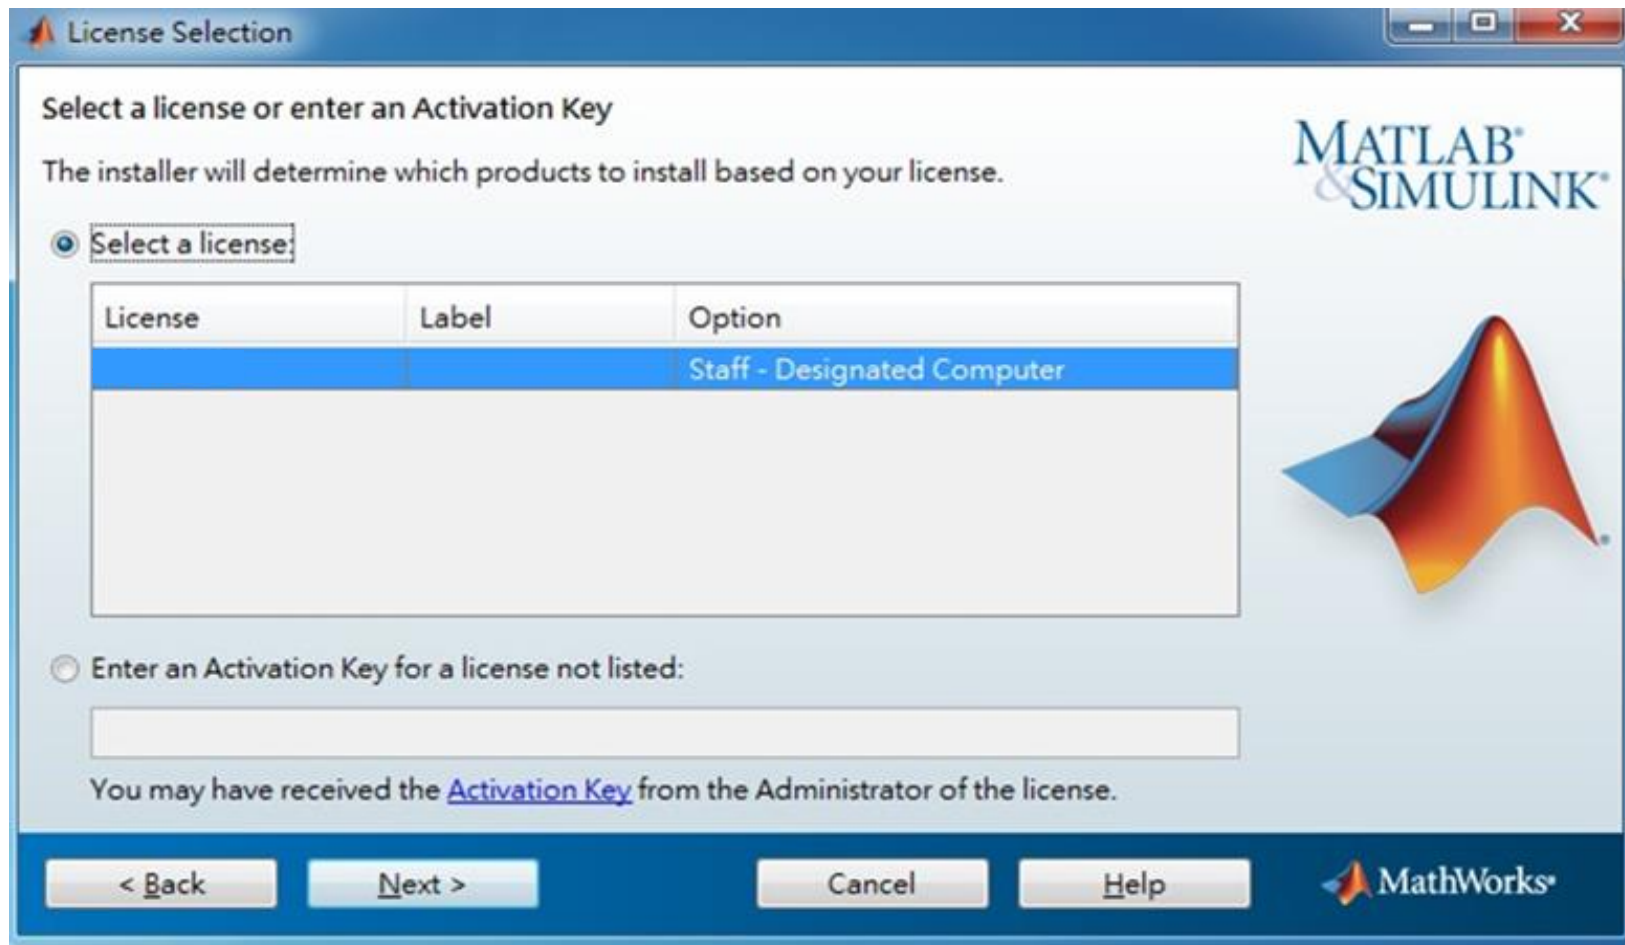 License Selection
Select a license or enter an Activation Key
The installer will determine which products to install based on your license.
MATLAB®
&SIMULINK®
Select a license:
License Label Option
Staff - Designated Computer
Enter an Activation Key for a license not listed:
You may have received the Activation Key from the Administrator of the license.
< Back Next > Cancel Help MathWorks®